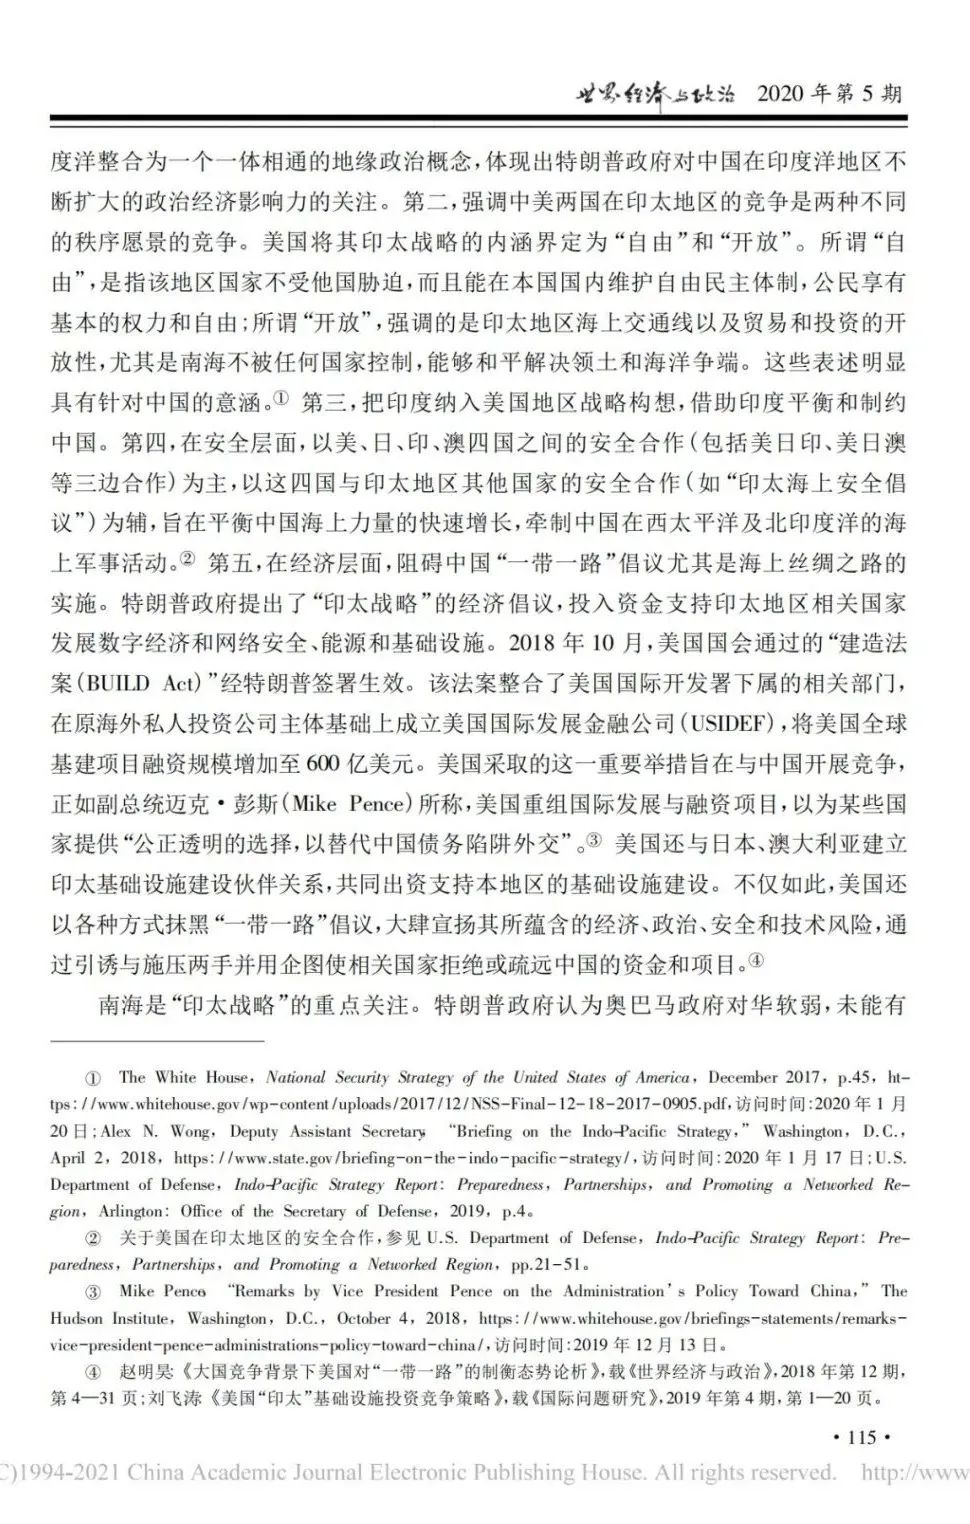 世界经济与政治 2020 年第 5 期
度洋整合为一个一体相通的地缘政治概念,体现出特朗普政府对中国在印度洋地区不
断扩大的政治经济影响力的关注。第二,强调中美两国在印太地区的竞争是两种不同
的秩序愿景的竞争。美国将其印太战略的内涵界定为“自由”和“开放”。所谓“自
由”,是指该地区国家不受他国胁迫,而且能在本国国内维护自由民主体制,公民享有
基本的权力和自由;所谓“开放”,强调的是印太地区海上交通线以及贸易和投资的开
放性,尤其是南海不被任何国家控制,能够和平解决领土和海洋争端。这些表述明显
具有针对中国的意涵。① 第三,把印度纳入美国地区战略构想,借助印度平衡和制约
中国。第四,在安全层面,以美、日、印、澳四国之间的安全合作(包括美日印、美日澳
等三边合作)为主,以这四国与印太地区其他国家的安全合作(如“印太海上安全倡
议”)为辅,旨在平衡中国海上力量的快速增长,牵制中国在西太平洋及北印度洋的海
上军事活动。② 第五,在经济层面,阻碍中国“一带一路”倡议尤其是海上丝绸之路的
实施。特朗普政府提出了“印太战略”的经济倡议,投入资金支持印太地区相关国家
发展数字经济和网络安全、能源和基础设施。2018 年 10 月,美国国会通过的“建造法
案(BUILD Act)”经特朗普签署生效。该法案整合了美国国际开发署下属的相关部门,
在原海外私人投资公司主体基础上成立美国国际发展金融公司(USIDEF),将美国全球
基建项目融资规模增加至 600 亿美元。美国采取的这一重要举措旨在与中国开展竞争,
正如副总统迈克·彭斯(Mike Pence)所称,美国重组国际发展与融资项目,以为某些国
家提供“公正透明的选择,以替代中国债务陷阱外交”。③ 美国还与日本、澳大利亚建立
印太基础设施建设伙伴关系,共同出资支持本地区的基础设施建设。不仅如此,美国还
以各种方式抹黑“一带一路”倡议,大肆宣扬其所蕴含的经济、政治、安全和技术风险,通
过引诱与施压两手并用企图使相关国家拒绝或疏远中国的资金和项目。④
南海是“印太战略”的重点关注。特朗普政府认为奥巴马政府对华软弱,未能有
① The White House, National Security Strategy of the United States of America, December 2017, p.45, ht-
tps://www.whitehouse.gov/wp-content/uploads/2017/12/NSS-Final-12-18-2017-0905.pdf,访问时间:2020 年 1 月
20 日;Alex N. Wong, Deputy Assistant Secretary, “Briefing on the Indo-Pacific Strategy,” Washington, D.C.,
April 2, 2018, https://www.state.gov/briefing-on-the-indo-pacific-strategy/,访问时间:2020 年 1 月 17 日;U.S.
Department of Defense, Indo-Pacific Strategy Report: Preparedness, Partnerships, and Promoting a Networked Re-
gion, Arlington: Office of the Secretary of Defense, 2019, p.4。
② 关于美国在印太地区的安全合作,参见 U.S. Department of Defense, Indo-Pacific Strategy Report: Pre-
paredness, Partnerships, and Promoting a Networked Region, pp.21-51。
③ Mike Pence, “Remarks by Vice President Pence on the Administration’s Policy Toward China,” The
Hudson Institute, Washington, D.C., October 4, 2018, https://www.whitehouse.gov/briefings-statements/remarks-
vice-president-pence-administrations-policy-toward-china/,访问时间:2019 年 12 月 13 日。
④ 赵明昊:《大国竞争背景下美国对“一带一路”的制衡态势论析》,载《世界经济与政治》,2018 年第 12 期,
第 4—31 页;刘飞涛:《美国“印太”基础设施投资竞争策略》,载《国际问题研究》,2019 年第 4 期,第 1—20 页。
·115·
C)1994-2021 China Academic Journal Electronic Publishing House. All rights reserved. http://www